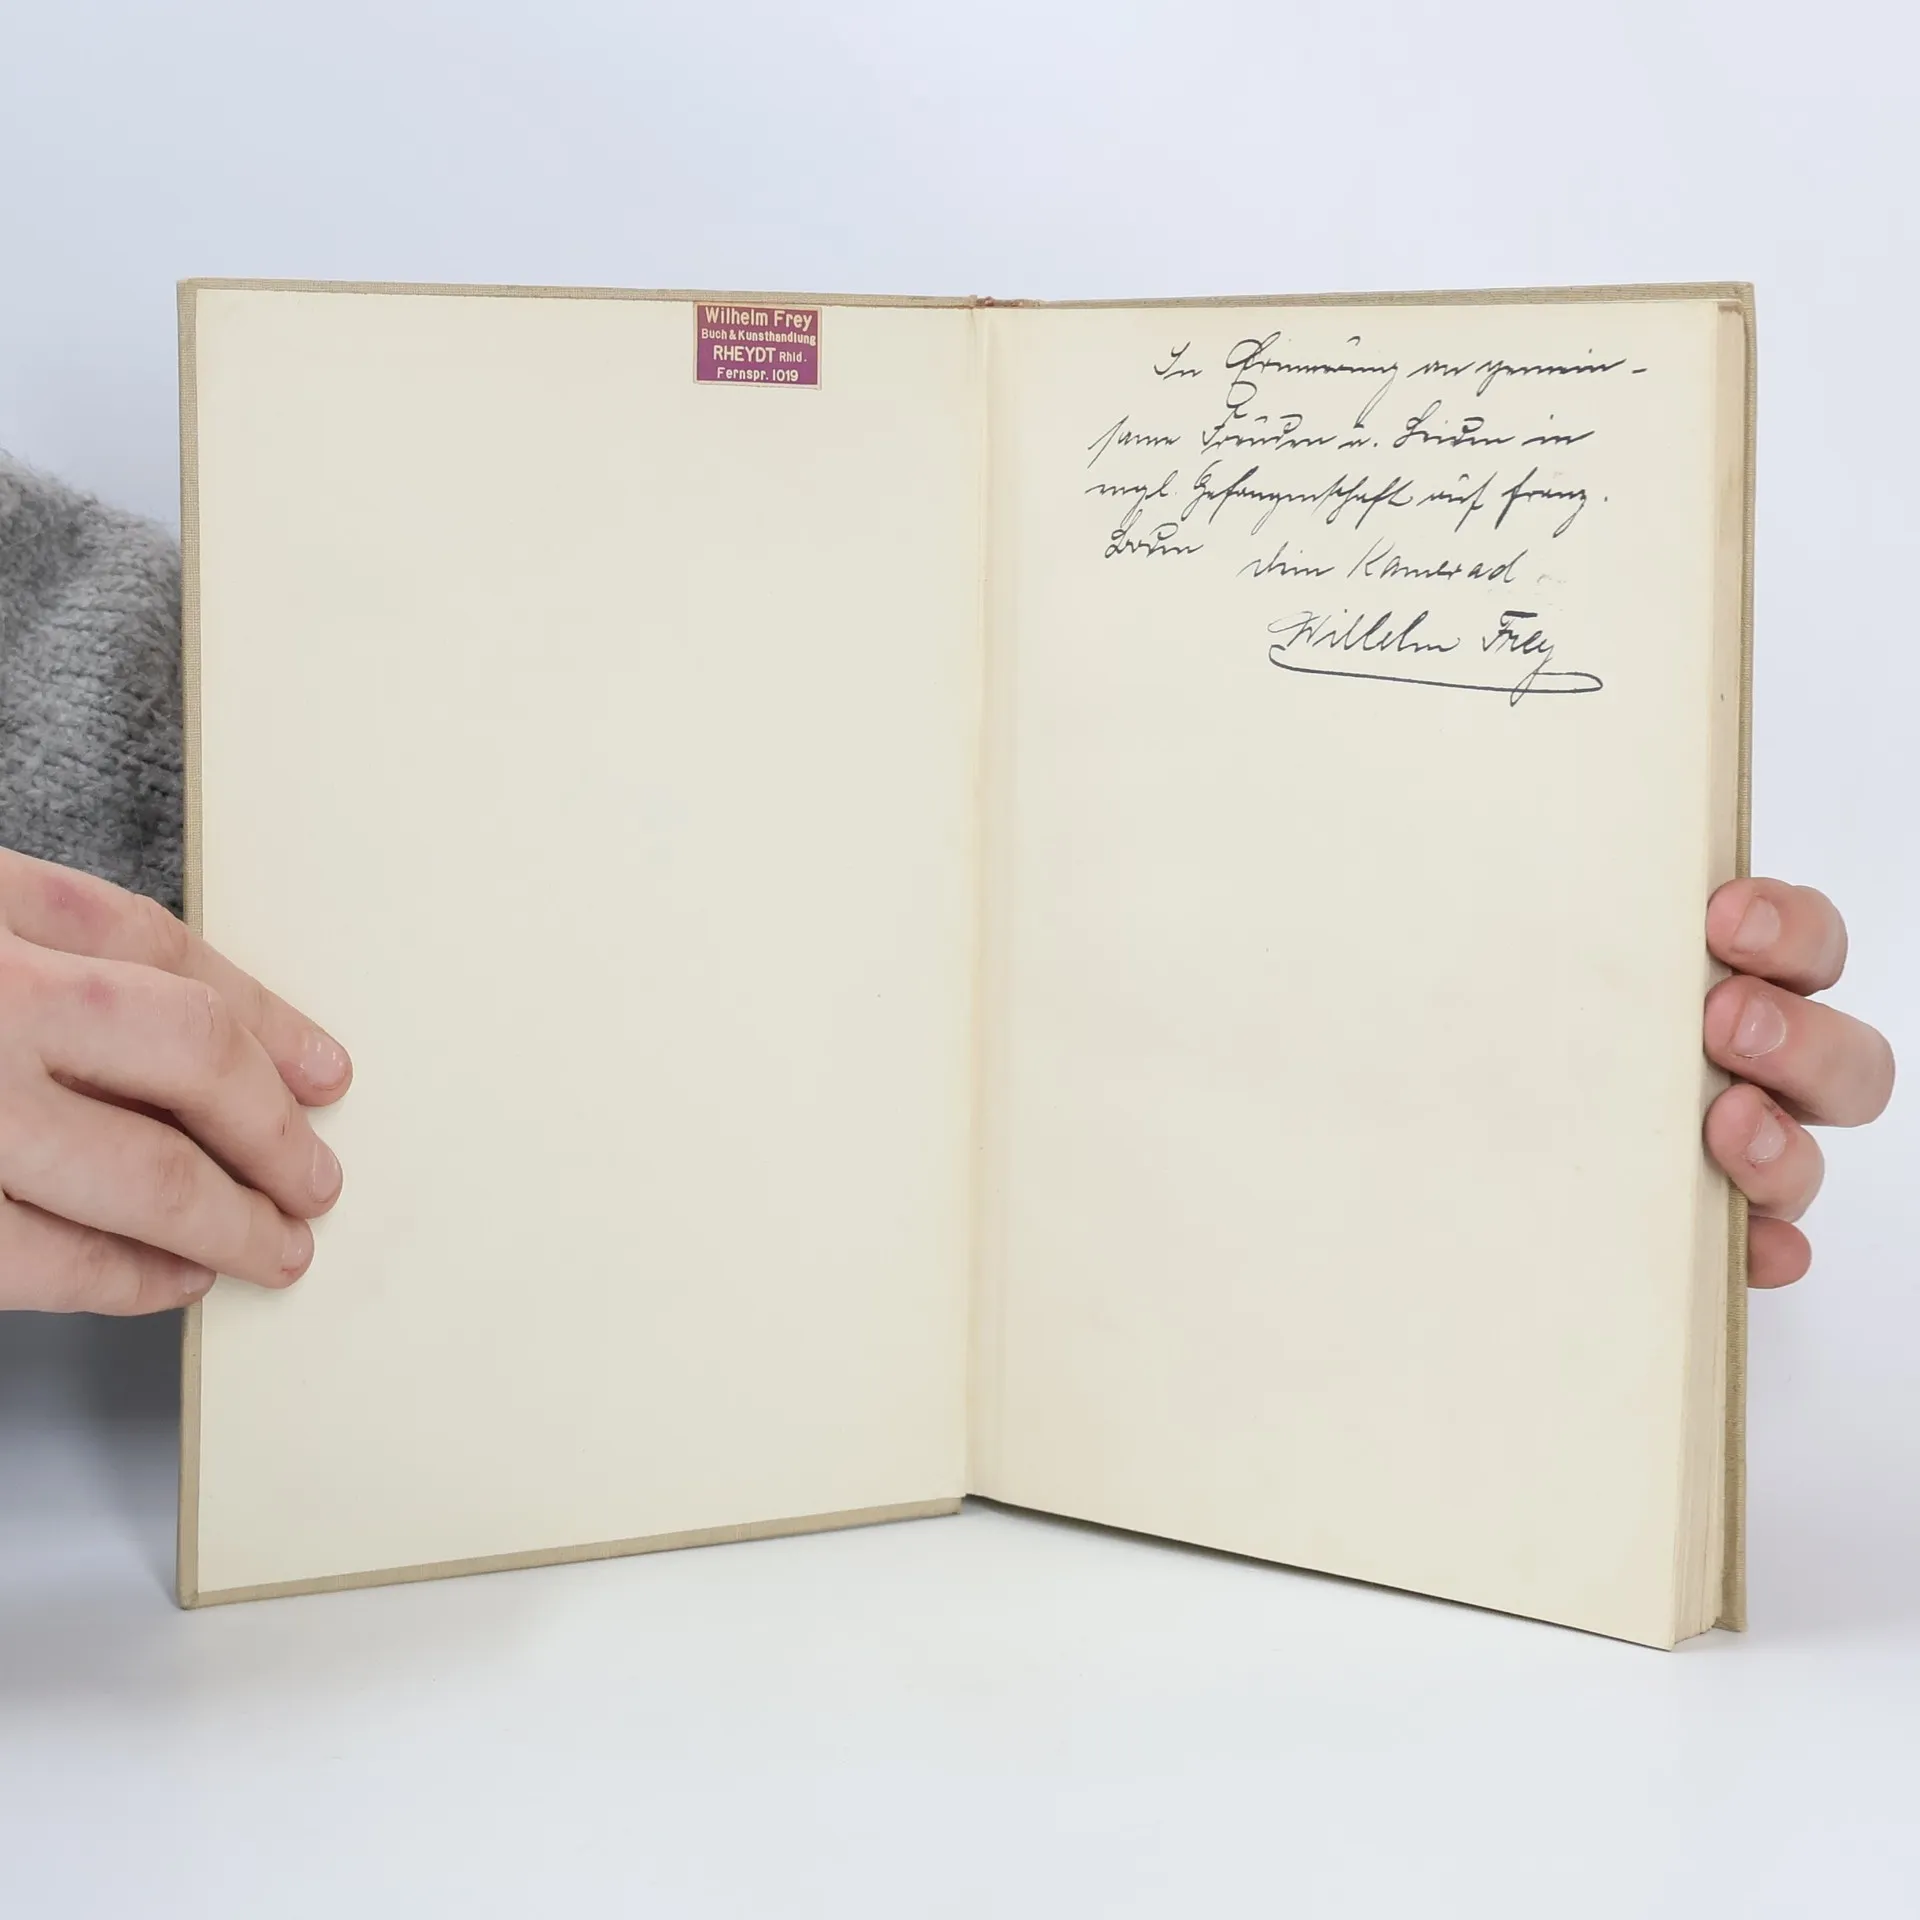 Wilhelm Frey
Buch & Kunsthandlung
RHEYDT Rhld.
Fernspr. 1019
In Erinnerung an gemein-
same Freuden u. Leiden in
engl. Gefangenschaft auf franz.
Boden
dein Kamerad
Wilhelm Frey